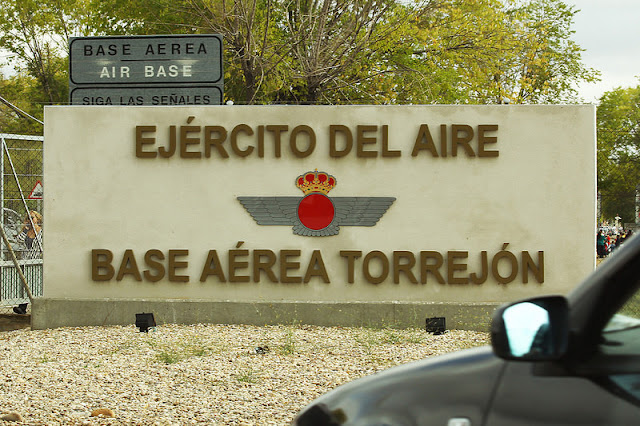 BASE AEREA
AIR BASE
SIGA LAS SEÑALES
EJÉRCITO DEL AIRE
BASE AÉREA TORREJÓN